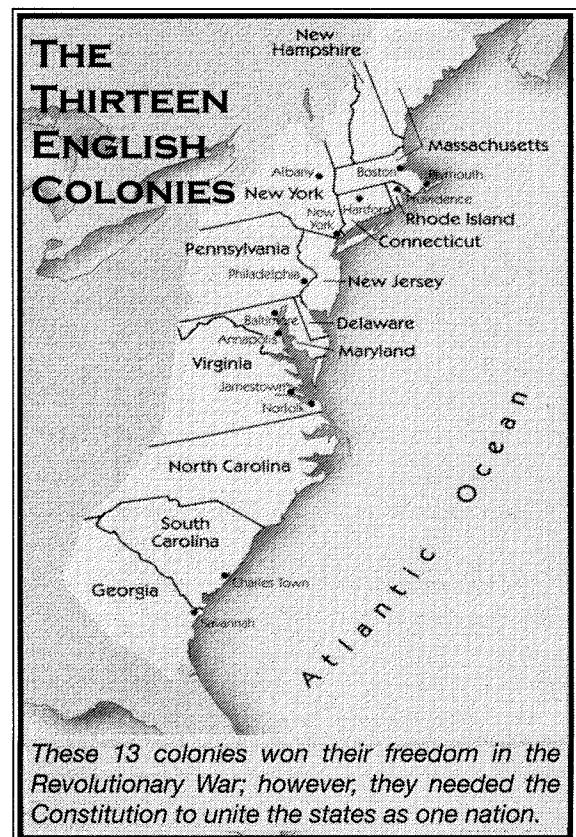 THE
THIRTEEN
ENGLISH
COLONIES
New
Hampshire
Massachusetts
Albany
Boston
Plymouth
New York
Hartford
Providence
Rhode Island
New
York
Connecticut
Pennsylvania
Philadelphia
New Jersey
Baltimore
Delaware
Annapolis
Maryland
Virginia
Jamestown
Norfolk
North Carolina
South
Carolina
Charles Town
Georgia
Savannah
Atlantic Ocean
These 13 colonies won their freedom in the
Revolutionary War; however, they needed the
Constitution to unite the states as one nation.